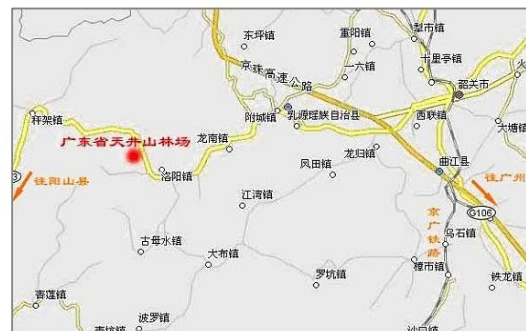 东坪镇
重阳镇
犁市镇
京珠高速公路
十里亭镇
一六镇
火
韶关市
秤架镇
附城镇
乳源瑶族自治县
西联镇
大塘镇
广东省天井山林场
龙南镇
龙归镇
曲江县
洛阳镇
风田镇
3
往阳山县
往广州
江湾镇
京广铁路
G106
乌石镇
古母水镇
大布镇
樟市镇
罗坑镇
铁龙镇
青莲镇
波罗镇